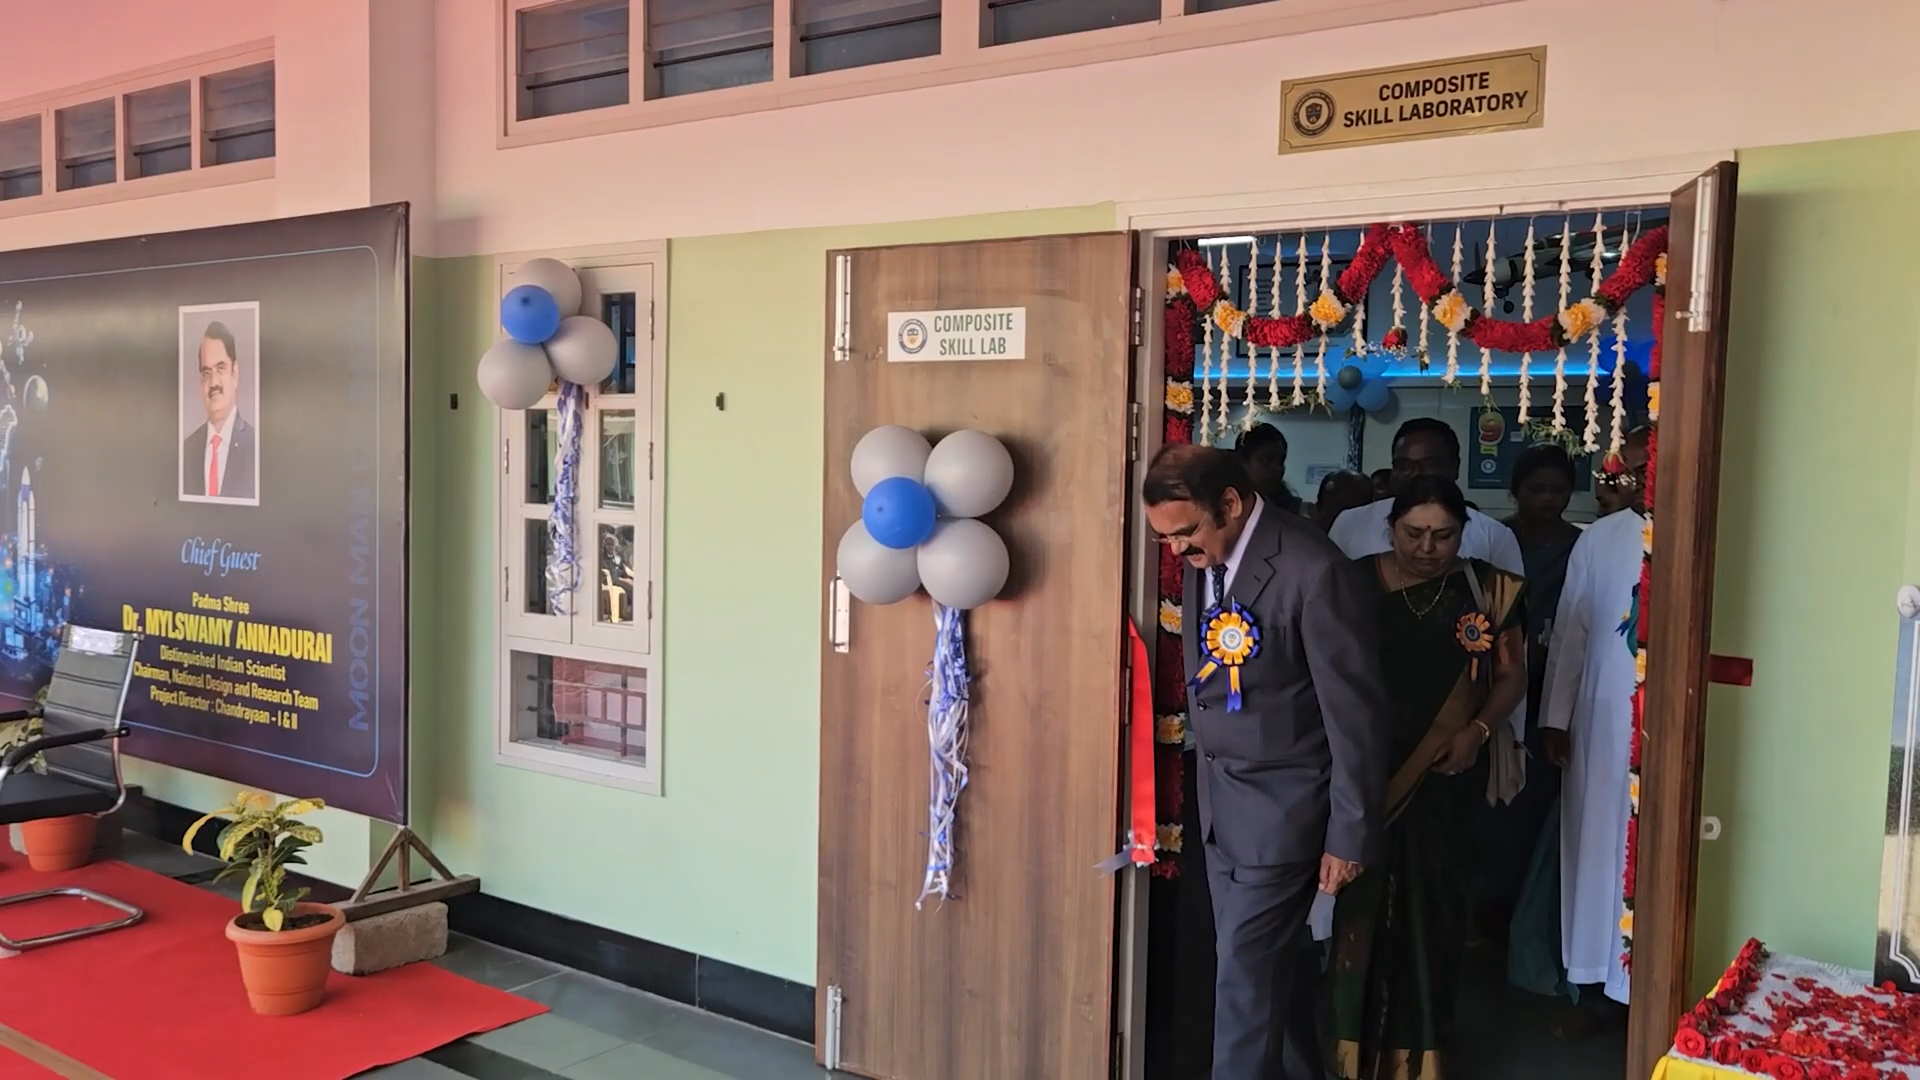 COMPOSITE
SKILL LABORATORY
COMPOSITE
SKILL LAB
Chief Guest
Padma Shree
Dr. MYLSWAMY ANNADURAI
Distinguished Indian Scientist
Chairman, National Design and Research Team
Project Director : Chandrayaan - I & II
MOON MAN